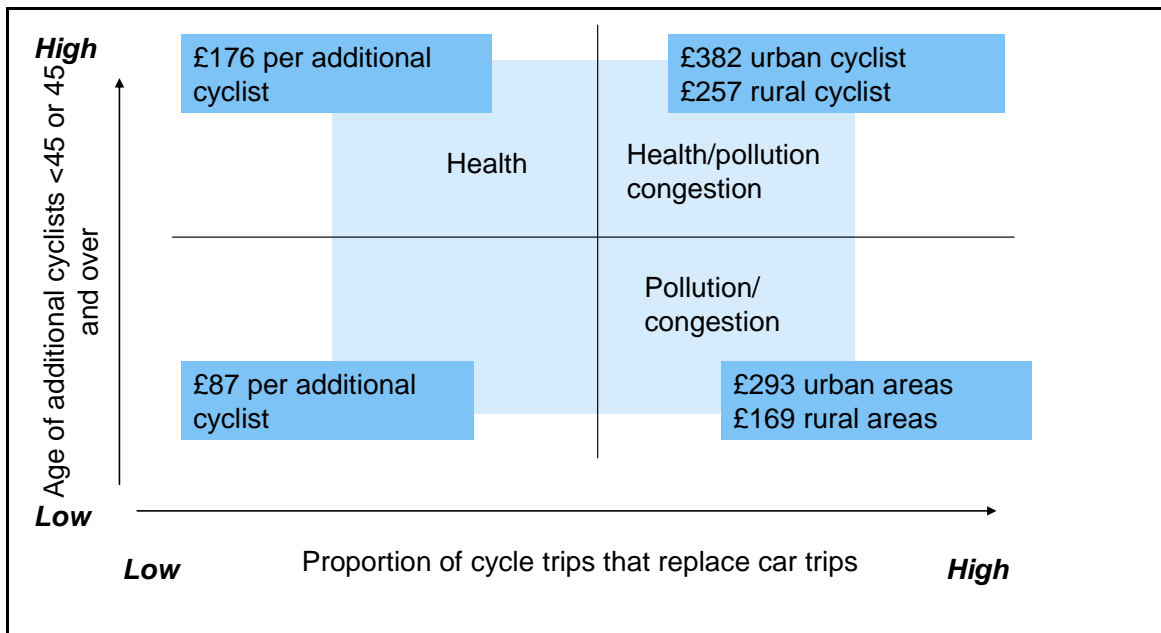 High
£176 per additional
cyclist
£382 urban cyclist
£257 rural cyclist
Age of additional cyclists <45 or 45
and over
Health
Health/pollution
congestion
Pollution/
congestion
£87 per additional
cyclist
£293 urban areas
£169 rural areas
Low
Low
Proportion of cycle trips that replace car trips
High